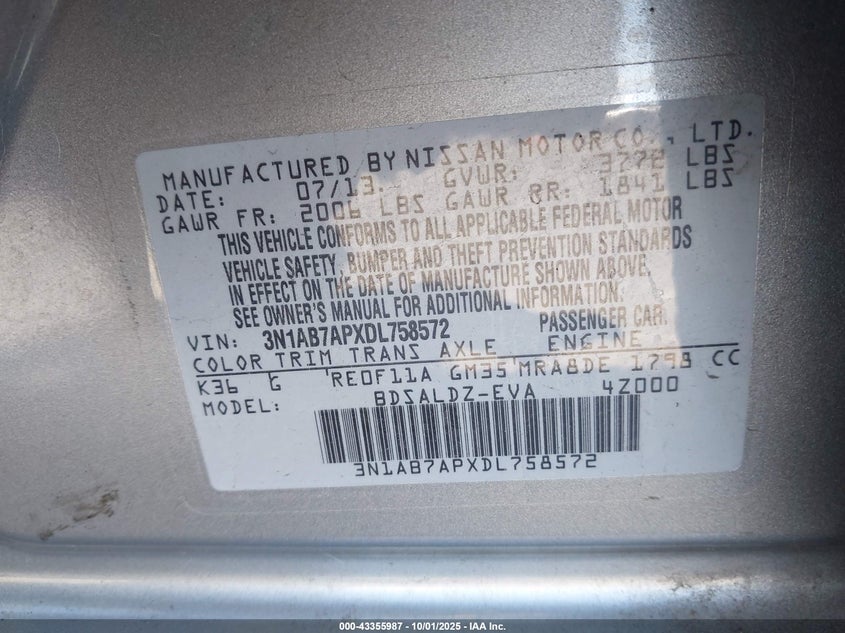 MANUFACTURED BY NISSAN MOTOR CO., LTD.
DATE: 07/13. GVWR: 3772 LBS
GAWR FR: 2006 LBS GAWR RR: 1841 LBS
THIS VEHICLE CONFORMS TO ALL APPLICABLE FEDERAL MOTOR
VEHICLE SAFETY, BUMPER AND THEFT PREVENTION STANDARDS
IN EFFECT ON THE DATE OF MANUFACTURE SHOWN ABOVE.
SEE OWNER'S MANUAL FOR ADDITIONAL INFORMATION.
VIN: 3N1AB7APXDL758572 PASSENGER CAR.
COLOR TRIM TRANS AXLE ENGINE
K36 G RE0F11A GM35 MRA8DE 1798 CC
MODEL: BDSALDZ-EVA 4Z000
3N1AB7APXDL758572
000-43355987 - 10/01/2025 - IAA Inc.